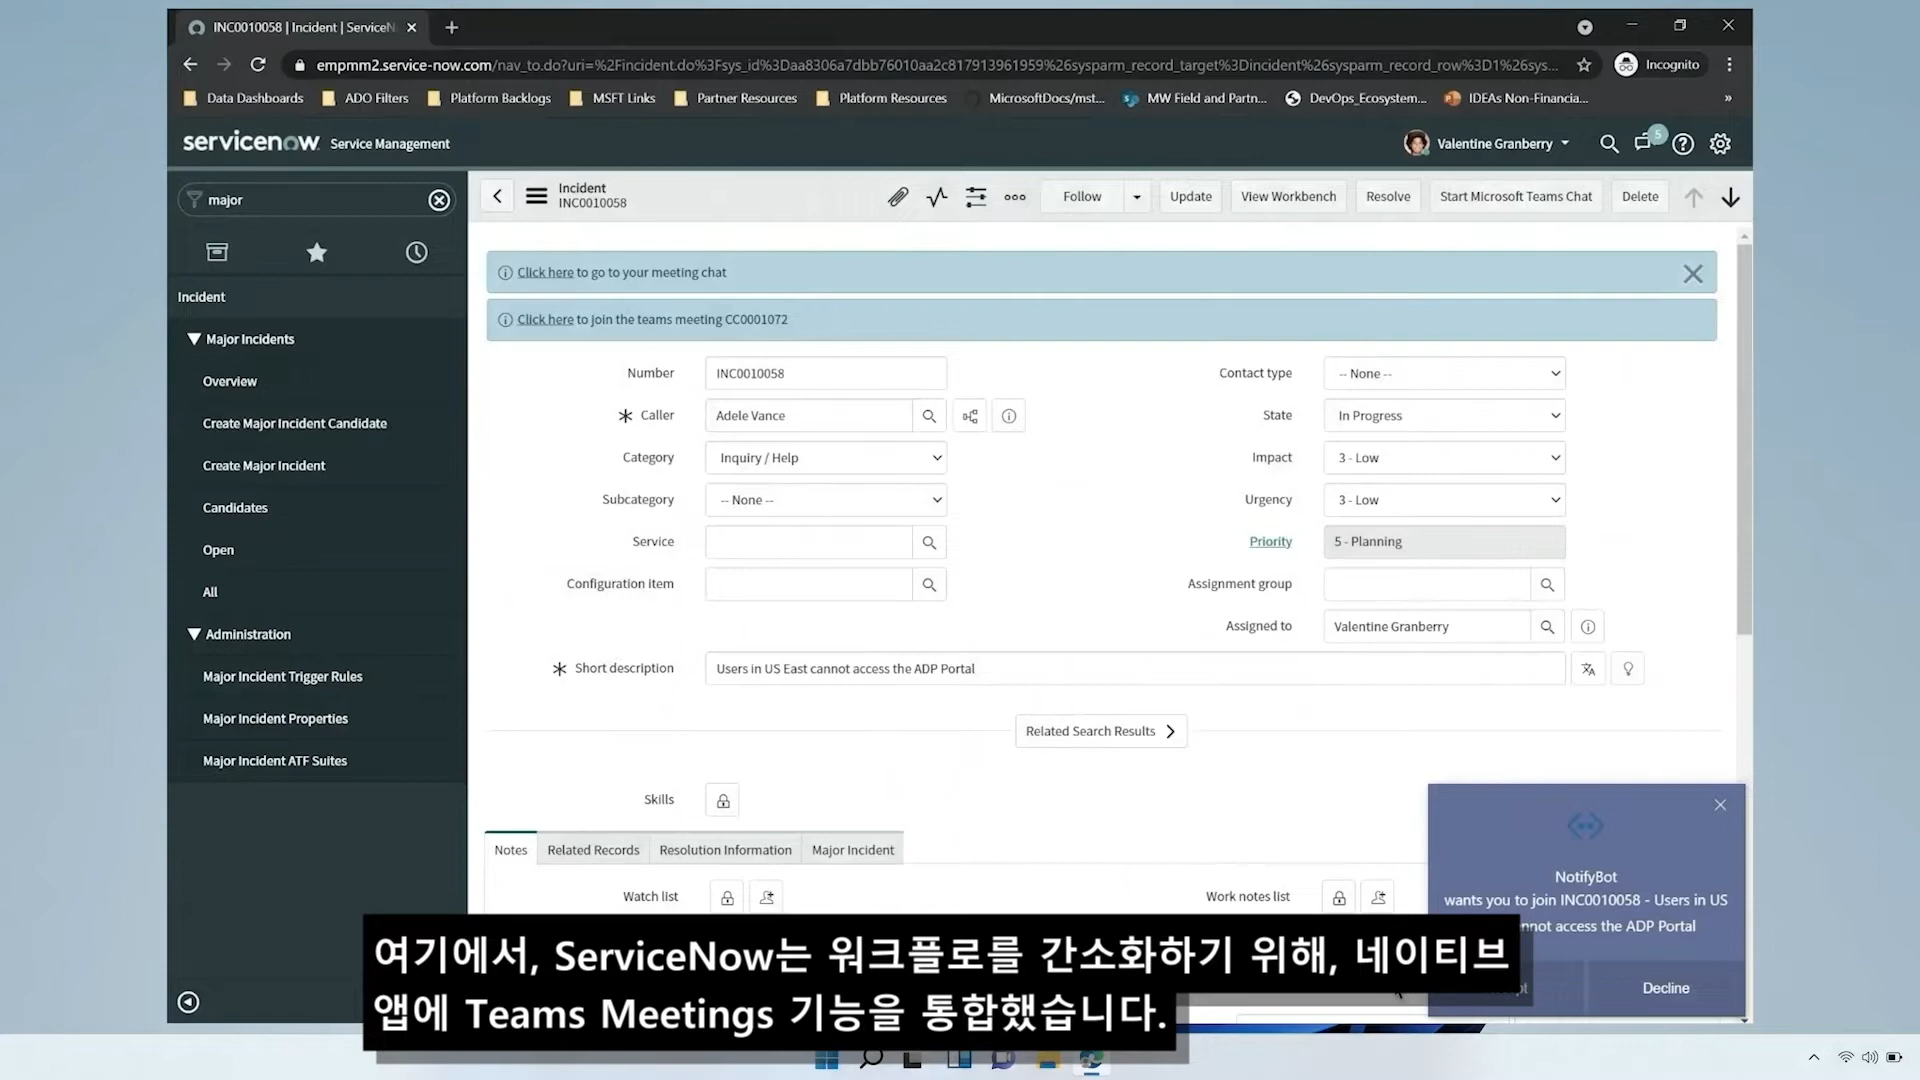 INC0010058 | Incident | ServiceN
empmm2.service-now.com/nav_to.do?uri=%2Fincident.do%3Fsys_id%3Daa8306a7dbb76010aa2c817913961959%26sysparm_record_target%3Dincident%26sysparm_record_row%3D1%26sys...
Incognito
Data Dashboards
ADO Filters
Platform Backlogs
MSFT Links
Partner Resources
Platform Resources
MicrosoftDocs/mst...
MW Field and Partn...
DevOps_Ecosystem...
IDEAs Non-Financia...
»
servicenow Service Management
Valentine Granberry
5
major
Incident
Major Incidents
Overview
Create Major Incident Candidate
Create Major Incident
Candidates
Open
All
Administration
Major Incident Trigger Rules
Major Incident Properties
Major Incident ATF Suites
Incident
INC0010058
Follow
Update
View Workbench
Resolve
Start Microsoft Teams Chat
Delete
Click here to go to your meeting chat
Click here to join the teams meeting CC0001072
Number INC0010058
Contact type -- None --
Caller Adele Vance
State In Progress
Category Inquiry / Help
Impact 3 - Low
Subcategory -- None --
Urgency 3 - Low
Service
Priority 5 - Planning
Configuration item
Assignment group
Assigned to Valentine Granberry
Short description Users in US East cannot access the ADP Portal
Related Search Results
Skills
Notes
Related Records
Resolution Information
Major Incident
Watch list
Work notes list
NotifyBot
wants you to join INC0010058 - Users in US
not access the ADP Portal
Decline
여기에서, ServiceNow는 워크플로를 간소화하기 위해, 네이티브
앱에 Teams Meetings 기능을 통합했습니다.